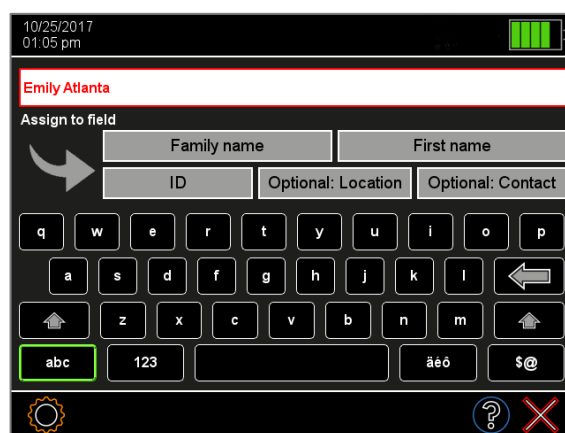 10/25/2017
01:05 pm
Emily Atlanta
Assign to field
Family name First name
ID Optional: Location Optional: Contact
q w e r t y u i o p
a s d f g h j k l
z x c v b n m
abc 123 äéô $@
?